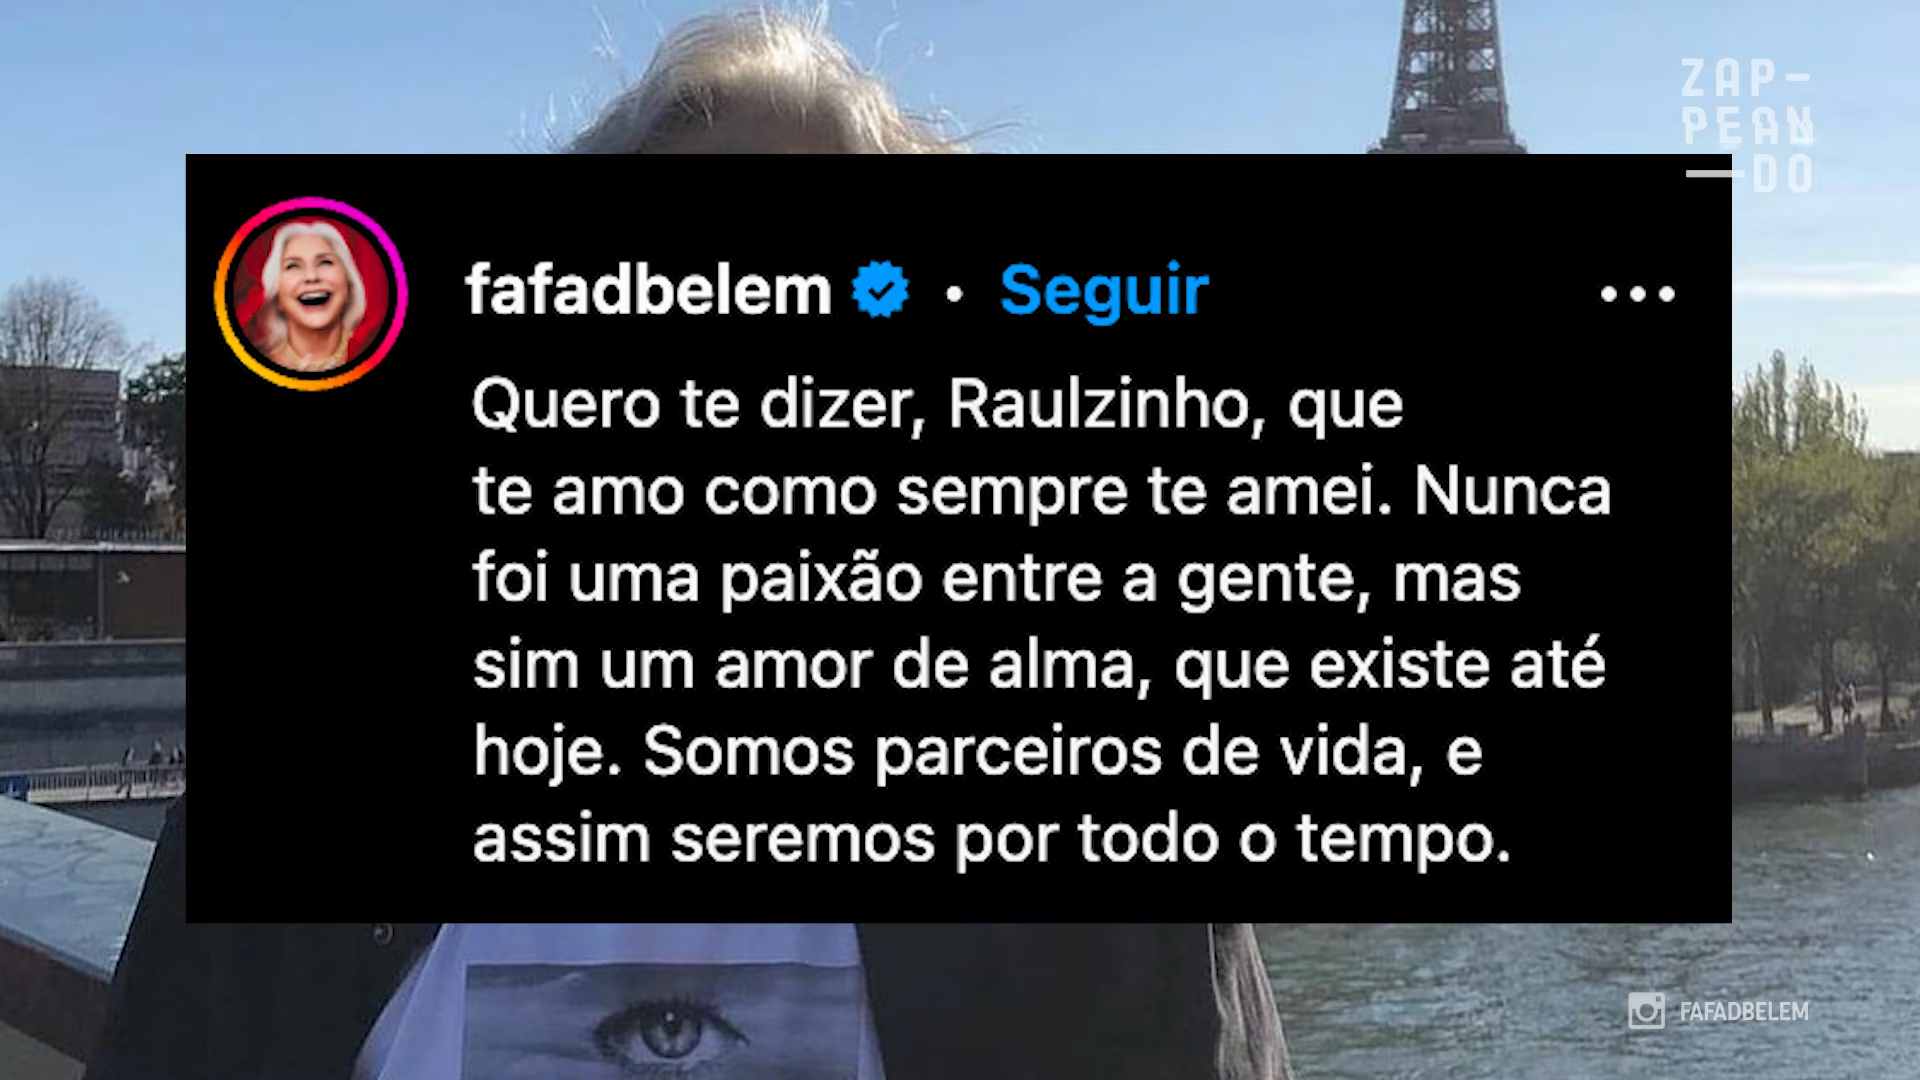 ZAP-
PEAN
DO
fafadbelem • Seguir
Quero te dizer, Raulzinho, que
te amo como sempre te amei. Nunca
foi uma paixão entre a gente, mas
sim um amor de alma, que existe até
hoje. Somos parceiros de vida, e
assim seremos por todo o tempo.
FAFADBELEM